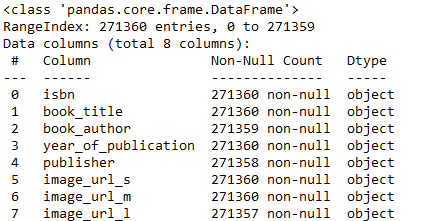 <class 'pandas.core.frame.DataFrame'>
RangeIndex: 271360 entries, 0 to 271359
Data columns (total 8 columns):
 #   Column               Non-Null Count   Dtype
---  ------               --------------   -----
 0   isbn                 271360 non-null  object
 1   book_title           271360 non-null  object
 2   book_author          271359 non-null  object
 3   year_of_publication  271360 non-null  object
 4   publisher            271358 non-null  object
 5   image_url_s          271360 non-null  object
 6   image_url_m          271360 non-null  object
 7   image_url_l          271357 non-null  object